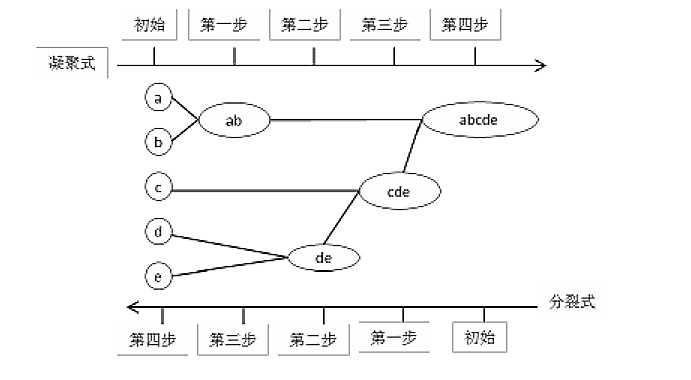 初始 第一步 第二步 第三步 第四步
凝聚式
a
b
ab
abcde
c
cde
d
e
de
分裂式
第四步 第三步 第二步 第一步 初始